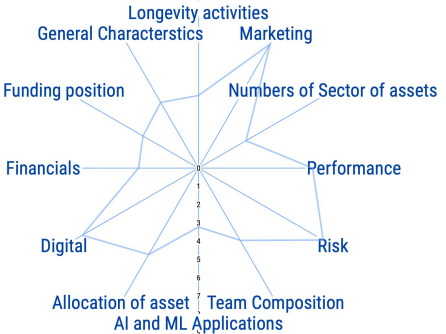 Longevity activities
General Characterstics
Marketing
Funding position
Numbers of Sector of assets
Financials
0
Performance
1
2
3
4
Digital
Risk
5
6
7
Allocation of asset
Team Composition
AI and ML Applications